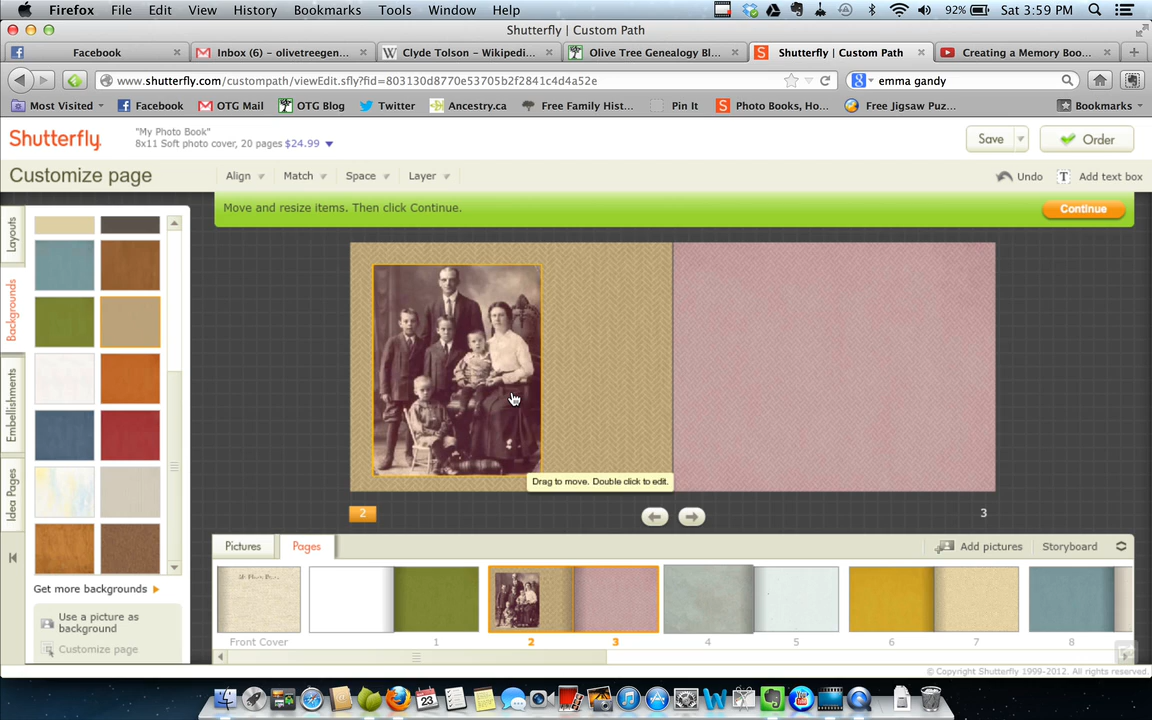 Firefox File Edit View History Bookmarks Tools Window Help 92% Sat 3:59 PM
Shutterfly | Custom Path
Facebook Inbox (6) – olivetreegen... Clyde Tolson – Wikipedi... Olive Tree Genealogy Bl... Shutterfly | Custom Path Creating a Memory Boo...
www.shutterfly.com/custompath/viewEdit.sfly?fid=803130d8770e53705b2f2841c4d4a52e emma gandy
Most Visited Facebook OTG Mail OTG Blog Twitter Ancestry.ca Free Family Hist... Pin It Photo Books, Ho... Free Jigsaw Puz... Bookmarks
Shutterfly.
"My Photo Book"
8x11 Soft photo cover, 20 pages $24.99
Save Order
Customize page Align Match Space Layer Undo Add text box
Move and resize items. Then click Continue. Continue
Layouts
Backgrounds
Embellishments
Idea Pages
Drag to move. Double click to edit.
2 3
Pictures Pages Add pictures Storyboard
Get more backgrounds
Use a picture as background
Customize page
Front Cover 1 2 3 4 5 6 7 8
© Copyright Shutterfly 1999-2012. All rights reserved.